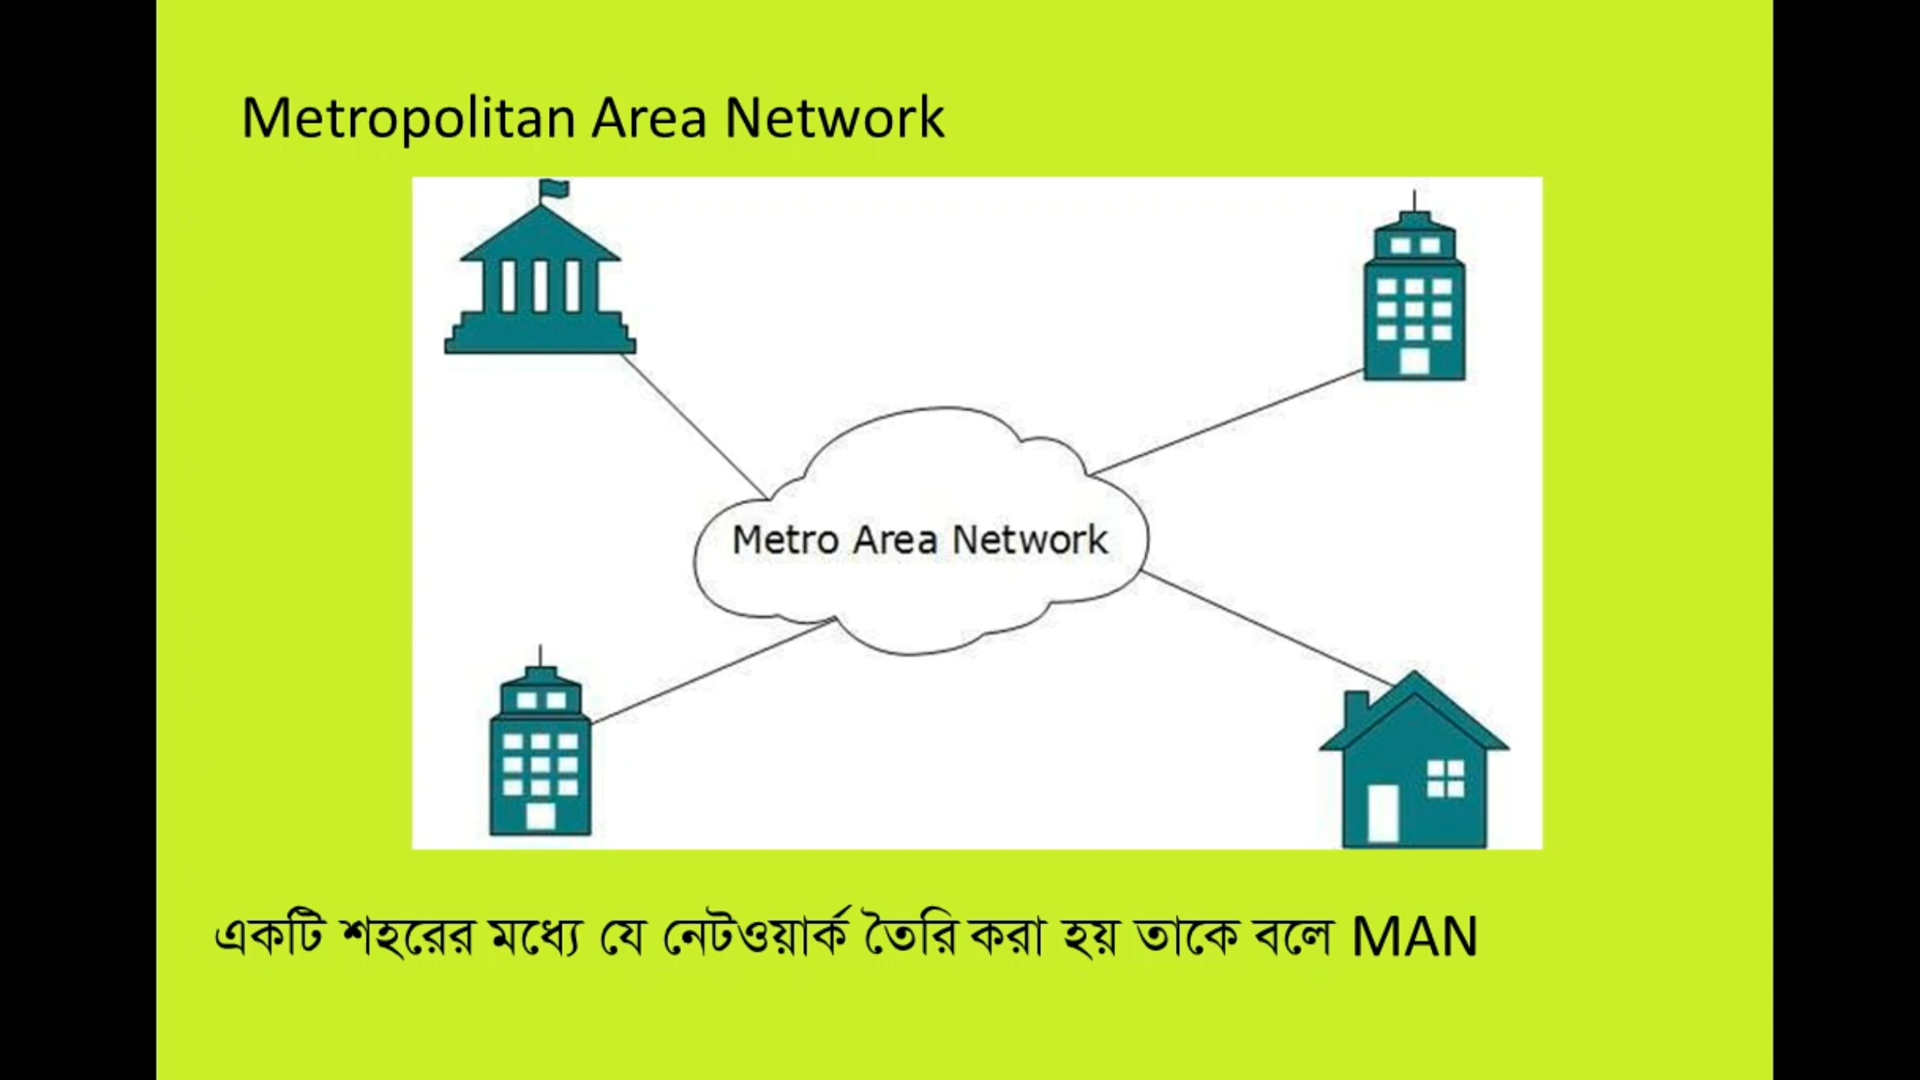 Metropolitan Area Network
Metro Area Network
একটি শহরের মধ্যে যে নেটওয়ার্ক তৈরি করা হয় তাকে বলে MAN